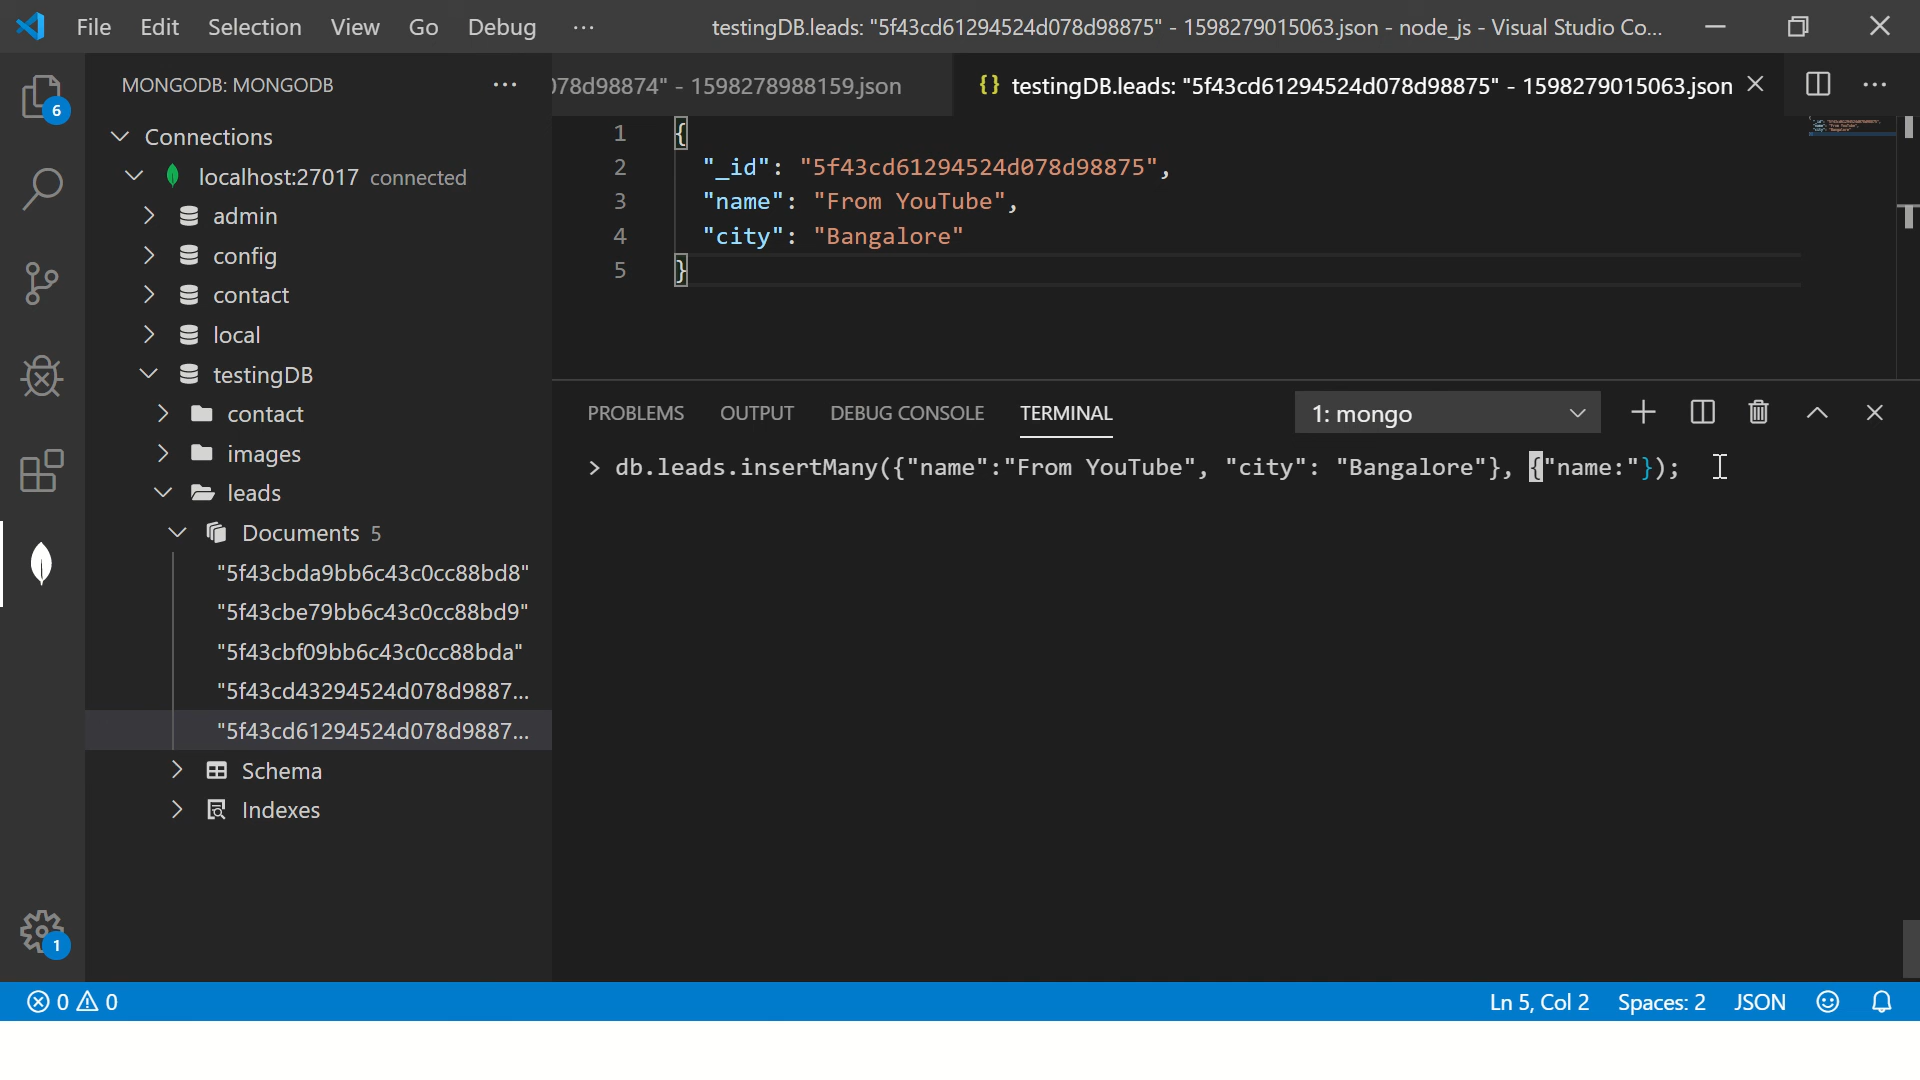 File Edit Selection View Go Debug ··· testingDB.leads: "5f43cd61294524d078d98875" - 1598279015063.json - node_js - Visual Studio Co...
MONGODB: MONGODB ···
)78d98874" - 1598278988159.json {} testingDB.leads: "5f43cd61294524d078d98875" - 1598279015063.json
6
Connections
localhost:27017 connected
admin
config
contact
local
testingDB
contact
images
leads
Documents 5
"5f43cbda9bb6c43c0cc88bd8"
"5f43cbe79bb6c43c0cc88bd9"
"5f43cbf09bb6c43c0cc88bda"
"5f43cd43294524d078d9887...
"5f43cd61294524d078d9887...
Schema
Indexes
1 {
2 "_id": "5f43cd61294524d078d98875",
3 "name": "From YouTube",
4 "city": "Bangalore"
5 }
PROBLEMS OUTPUT DEBUG CONSOLE TERMINAL 1: mongo
> db.leads.insertMany({"name":"From YouTube", "city": "Bangalore"}, {"name:"});
1
0 0 Ln 5, Col 2 Spaces: 2 JSON